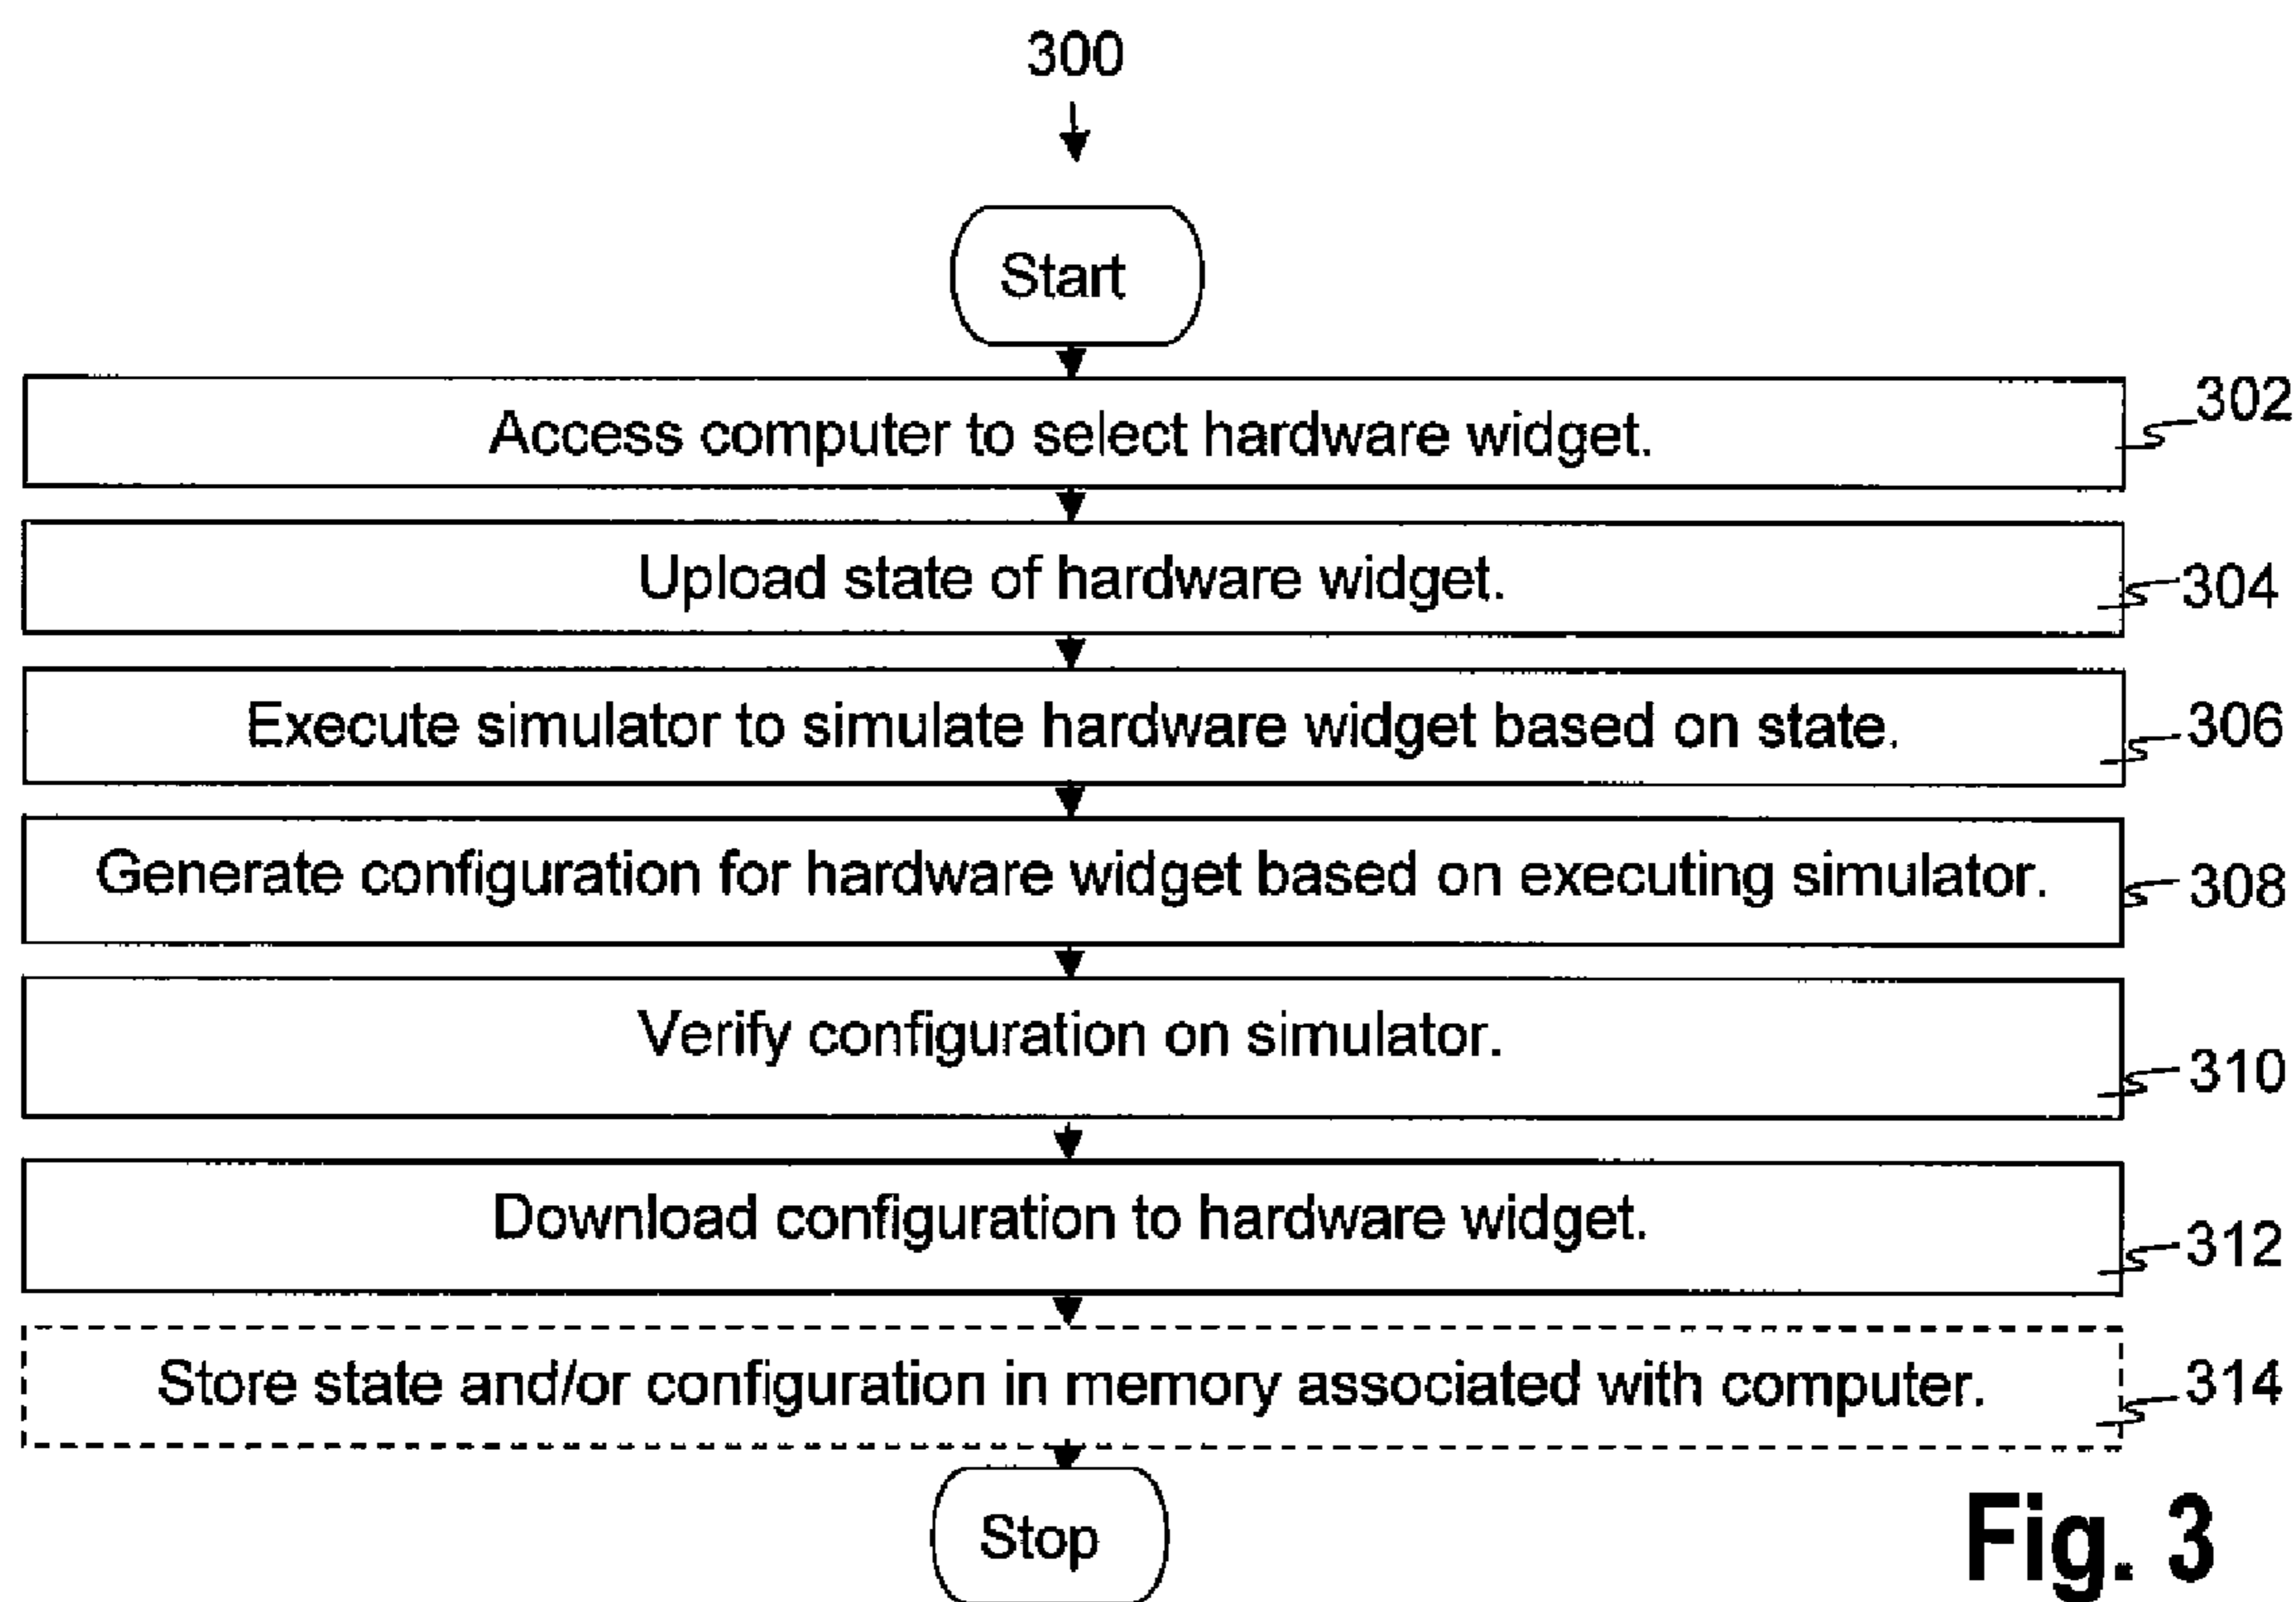 300
Start
Access computer to select hardware widget.
302
Upload state of hardware widget.
304
Execute simulator to simulate hardware widget based on state.
306
Generate configuration for hardware widget based on executing simulator.
308
Verify configuration on simulator.
310
Download configuration to hardware widget.
312
Store state and/or configuration in memory associated with computer.
314
Stop
Fig. 3